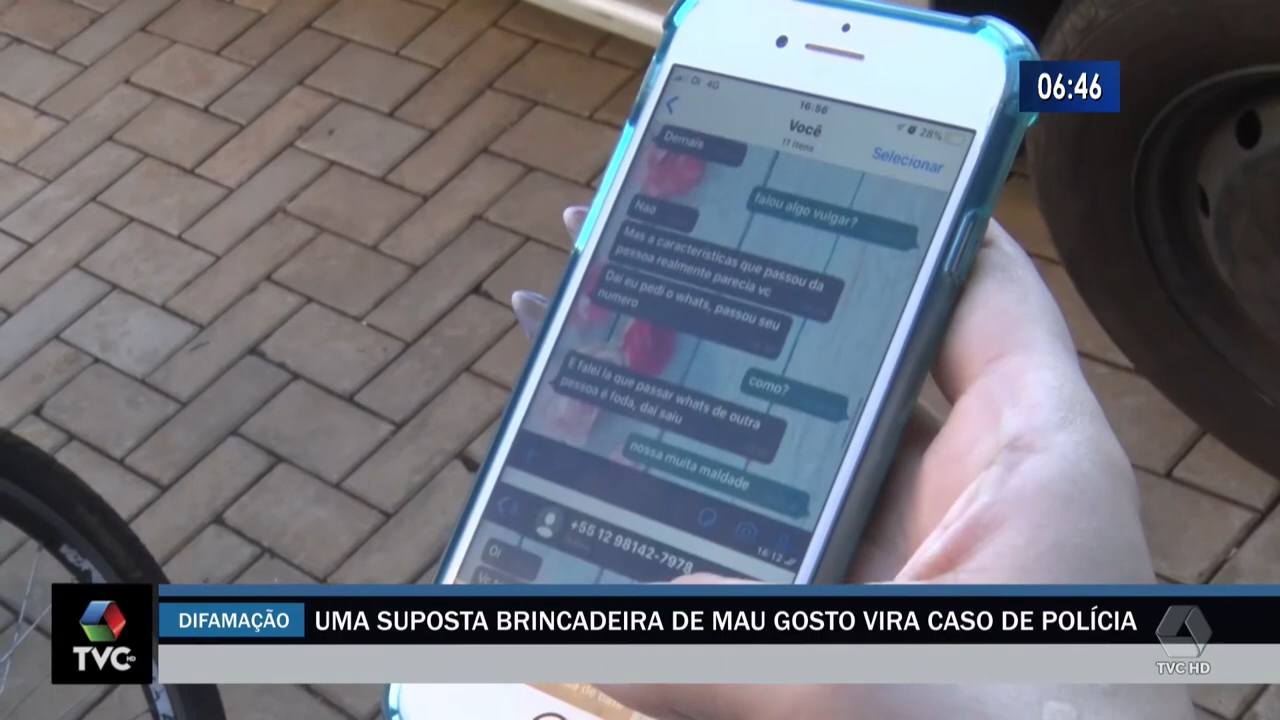 06:46
Oi 4G
16:56
28%
Você
17 itens
Selecionar
Demais
falou algo vulgar?
Nao
Mas a caracteristicas que passou da
pessoa realmente parecia vc
Dai eu pedi o whats, passou seu
numero
como?
E falei la que passar whats de outra
pessoa é foda, dai saiu
nossa muita maldade
16:12
+55 12 98142-7978
Oi
DIFAMAÇÃO
UMA SUPOSTA BRINCADEIRA DE MAU GOSTO VIRA CASO DE POLÍCIA
TVC HD
TVC HD